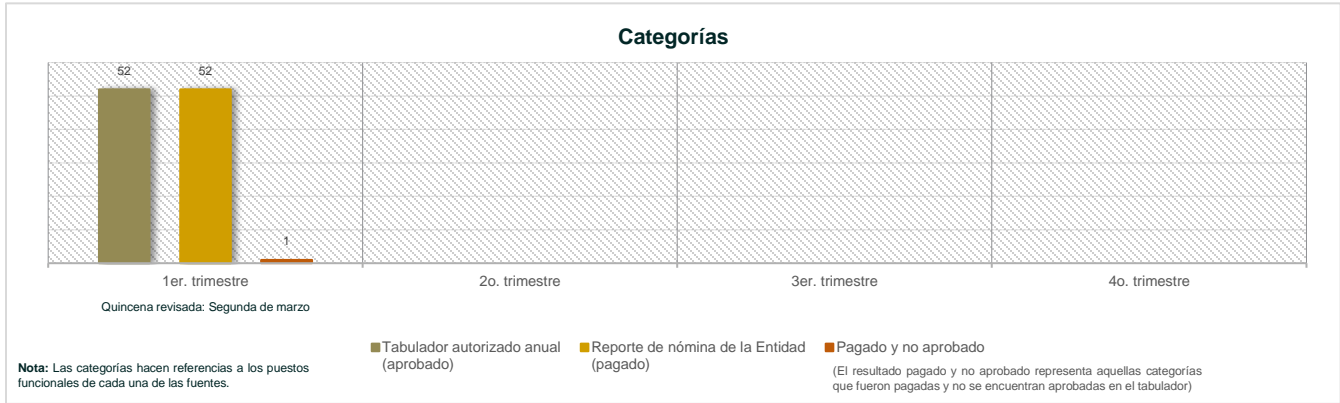 Categorías
52
52
1
1er. trimestre
2o. trimestre
3er. trimestre
4o. trimestre
Quincena revisada: Segunda de marzo
Tabulador autorizado anual
(aprobado)
Reporte de nómina de la Entidad
(pagado)
Pagado y no aprobado
(El resultado pagado y no aprobado representa aquellas categorías
que fueron pagadas y no se encuentran aprobadas en el tabulador)
Nota: Las categorías hacen referencias a los puestos
funcionales de cada una de las fuentes.